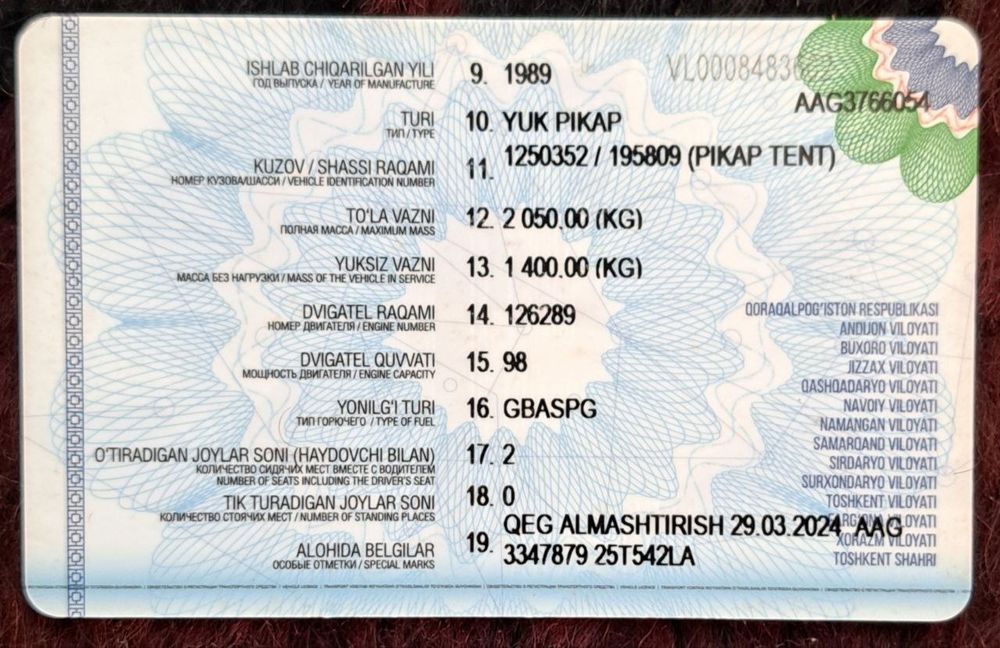 VL0008483
AAG3766054
ISHLAB CHIQARILGAN YILI 9. 1989
ГОД ВЫПУСКА / YEAR OF MANUFACTURE
TURI 10. YUK PIKAP
ТИП / TYPE
KUZOV / SHASSI RAQAMI 11. 1250352 / 195809 (PIKAP TENT)
НОМЕР КУЗОВА/ШАССИ / VEHICLE IDENTIFICATION NUMBER
TO'LA VAZNI 12. 2 050.00 (KG)
ПОЛНАЯ МАССА / MAXIMUM MASS
YUKSIZ VAZNI 13. 1 400.00 (KG)
МАССА БЕЗ НАГРУЗКИ / MASS OF THE VEHICLE IN SERVICE
DVIGATEL RAQAMI 14. 126289
НОМЕР ДВИГАТЕЛЯ / ENGINE NUMBER
DVIGATEL QUVVATI 15. 98
МОЩНОСТЬ ДВИГАТЕЛЯ / ENGINE CAPACITY
YONILG'I TURI 16. GBASPG
ТИП ГОРЮЧЕГО / TYPE OF FUEL
O'TIRADIGAN JOYLAR SONI (HAYDOVCHI BILAN) 17. 2
КОЛИЧЕСТВО СИДЯЧИХ МЕСТ ВМЕСТЕ С ВОДИТЕЛЕМ
NUMBER OF SEATS INCLUDING THE DRIVER'S SEAT
TIK TURADIGAN JOYLAR SONI 18. 0
КОЛИЧЕСТВО СТОЯЧИХ МЕСТ / NUMBER OF STANDING PLACES
ALOHIDA BELGILAR 19. QEG ALMASHTIRISH 29.03.2024, AAG
3347879 25T542LA
ОСОБЫЕ ОТМЕТКИ / SPECIAL MARKS
QORAQALPOG'ISTON RESPUBLIKASI
ANDIJON VILOYATI
BUXORO VILOYATI
JIZZAX VILOYATI
QASHQADARYO VILOYATI
NAVOIY VILOYATI
NAMANGAN VILOYATI
SAMARQAND VILOYATI
SIRDARYO VILOYATI
SURXONDARYO VILOYATI
TOSHKENT VILOYATI
FARG'ONA VILOYATI
XORAZM VILOYATI
TOSHKENT SHAHRI